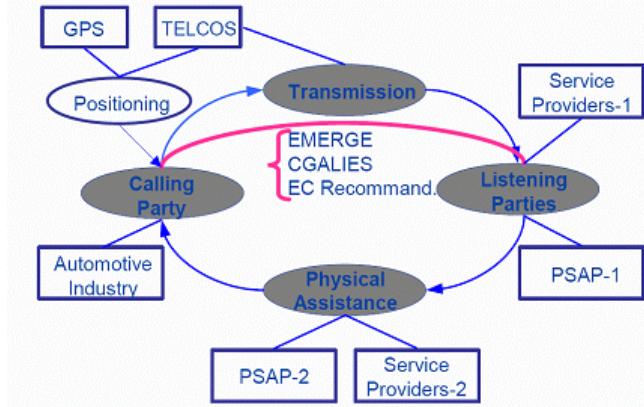 GPS
TELCOS
Positioning
Transmission
Service
Providers-1
EMERGE
CGALIES
EC Recommand.
Calling
Party
Listening
Parties
Automotive
Industry
Physical
Assistance
PSAP-1
PSAP-2
Service
Providers-2